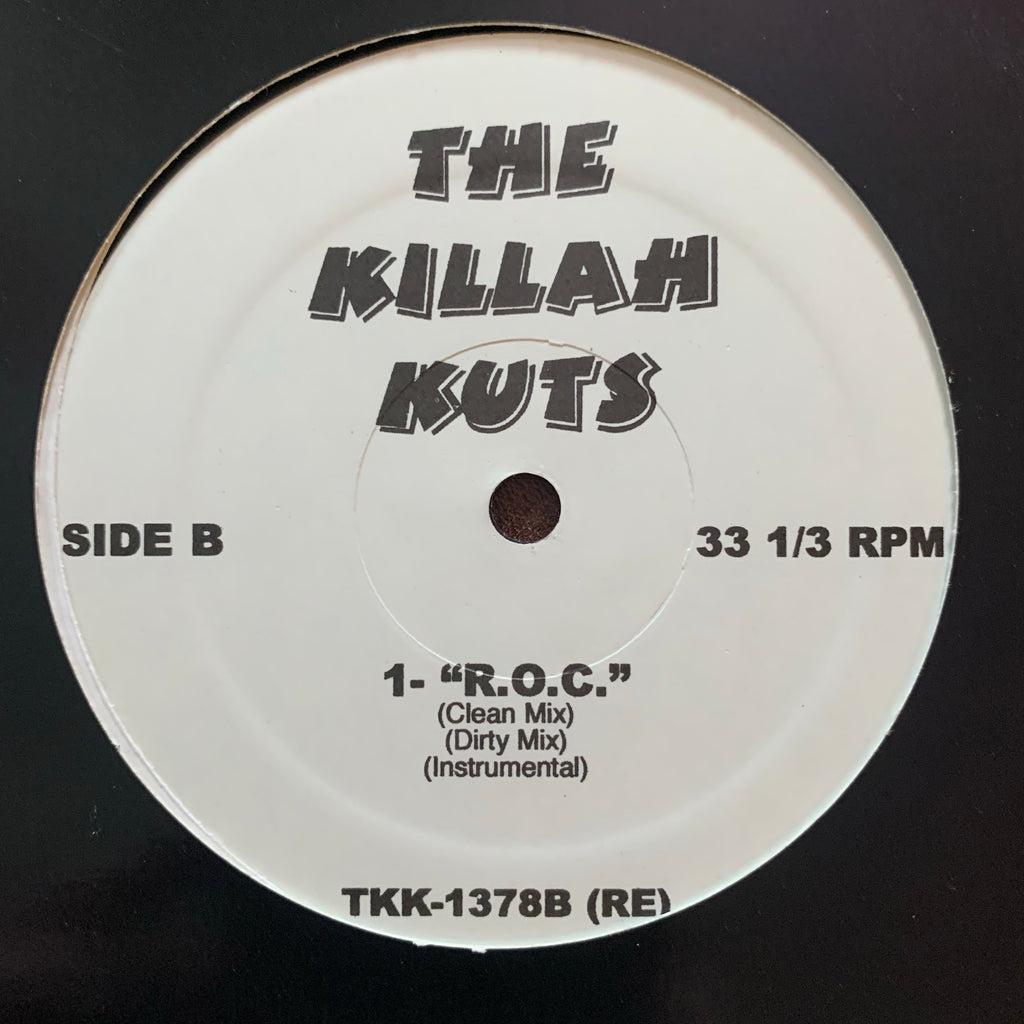 THE
KILLAH
KUTS
SIDE B
33 1/3 RPM
1- “R.O.C.”
(Clean Mix)
(Dirty Mix)
(Instrumental)
TKK-1378B (RE)